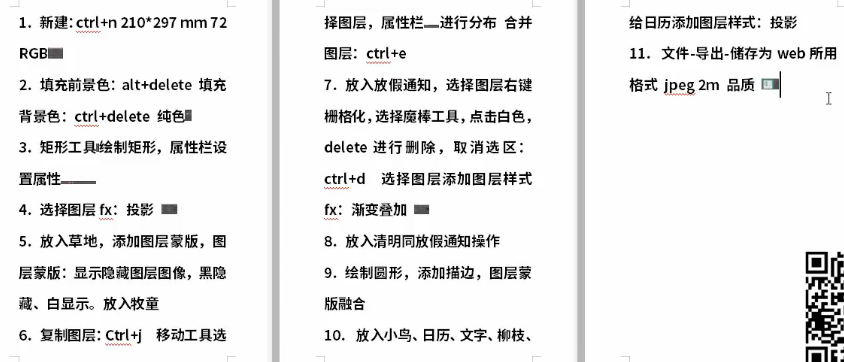 1. 新建：ctrl+n 210*297 mm 72
RGB
2. 填充前景色：alt+delete 填充
背景色：ctrl+delete 纯色
3. 矩形工具绘制矩形，属性栏设
置属性
4. 选择图层 fx：投影
5. 放入草地，添加图层蒙版，图
层蒙版：显示隐藏图层图像，黑隐
藏、白显示。放入牧童
6. 复制图层：Ctrl+j 移动工具选
择图层，属性栏 进行分布 合并
图层：ctrl+e
7. 放入放假通知，选择图层右键
栅格化，选择魔棒工具，点击白色，
delete 进行删除，取消选区：
ctrl+d 选择图层添加图层样式
fx：渐变叠加
8. 放入清明同放假通知操作
9. 绘制圆形，添加描边，图层蒙
版融合
10. 放入小鸟、日历、文字、柳枝、
给日历添加图层样式：投影
11. 文件-导出-储存为 web 所用
格式 jpeg 2m 品质